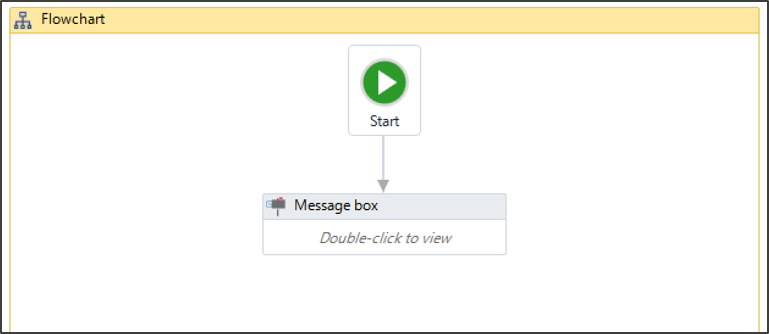 Flowchart
Start
Message box
Double-click to view